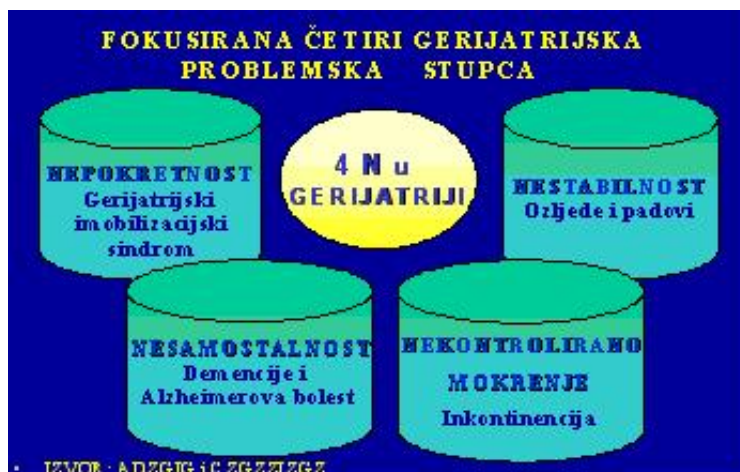 FOKUSIRANA ČETIRI GERIJATRIJSKA
PROBLEMSKA STUPCA
4 N u
GERIJATRIJI
NEPOKRETNOST
Gerijatrijski
imobilizacijski
sindrom
NESTABILNOST
Ozljede i padovi
NESAMOSTALNOST
Demencije i
Alzheimerova bolest
NEKONTROLIRANO
MOKRENJE
Inkontinencija
IZVOR :